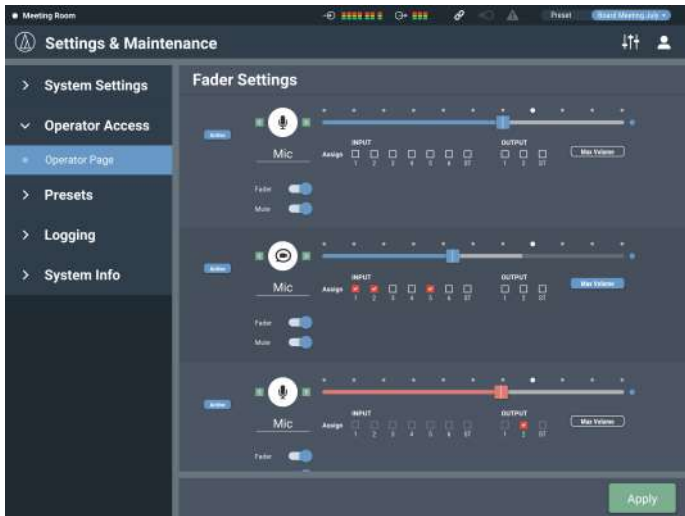 Meeting Room
Preset
Board Meeting July
Settings & Maintenance
System Settings
Operator Access
Operator Page
Presets
Logging
System Info
Fader Settings
Active
Mic
Assign
INPUT
1 2 3 4 5 6 ST
OUTPUT
1 2 ST
Max Volume
Fader
Mute
Active
Mic
Assign
INPUT
1 2 3 4 5 6 ST
OUTPUT
1 2 ST
Max Volume
Fader
Mute
Active
Mic
Assign
INPUT
1 2 3 4 5 6 ST
OUTPUT
1 2 ST
Max Volume
Fader
Apply